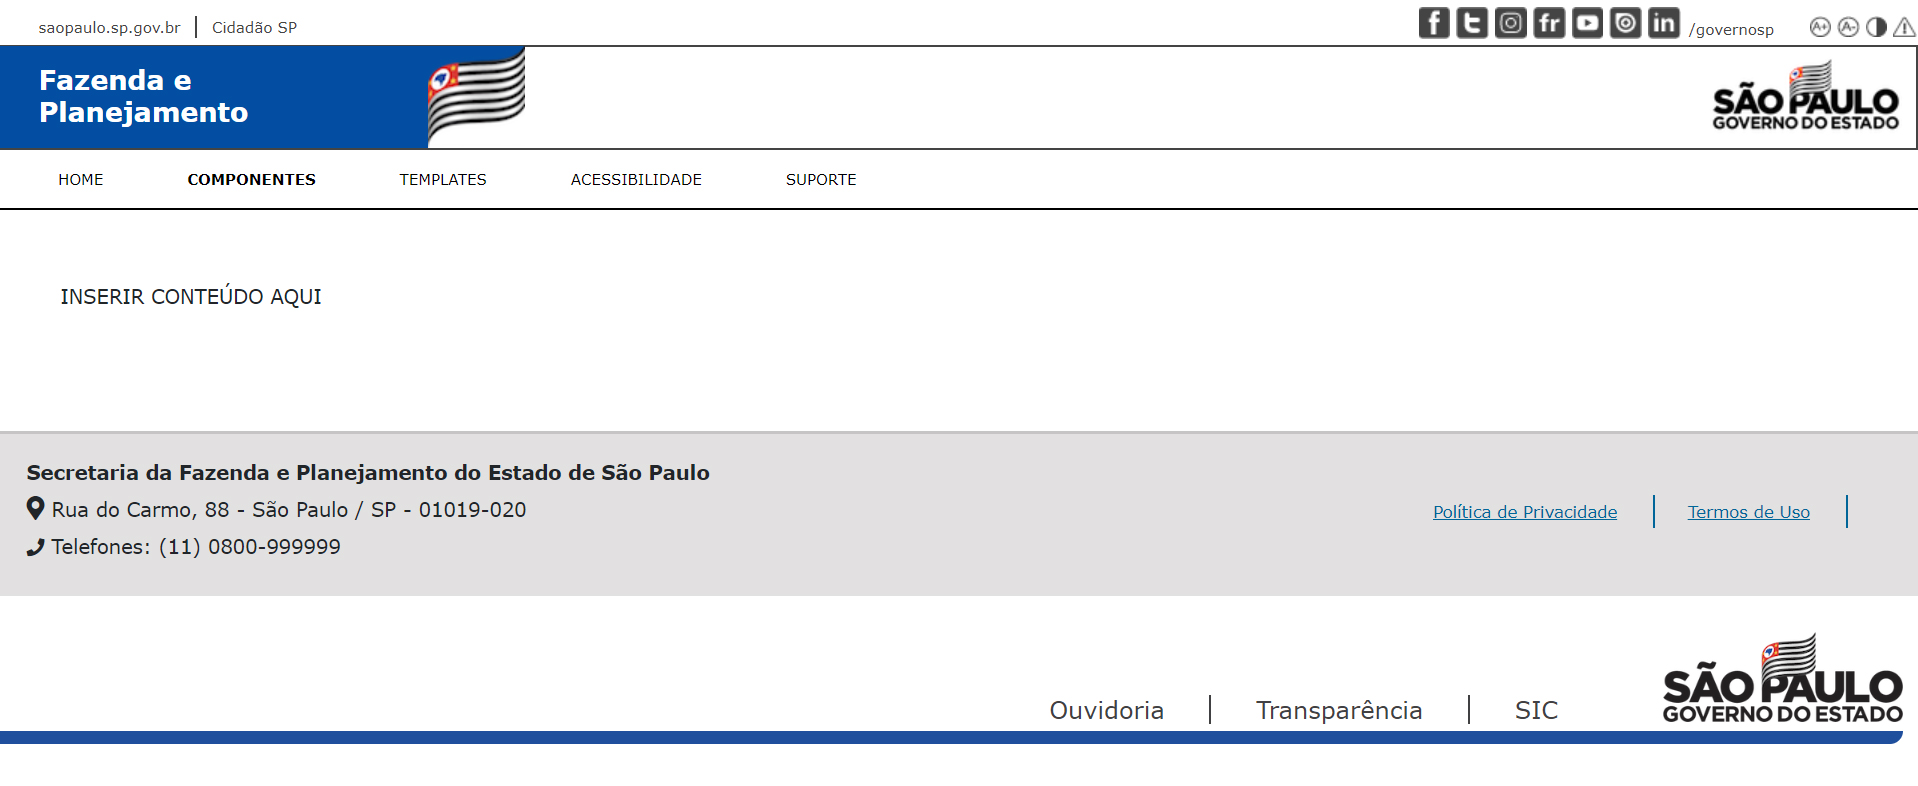 saopaulo.sp.gov.br
Cidadão SP
/governosp
A+ A-
Fazenda e
Planejamento
SÃO PAULO
GOVERNO DO ESTADO
HOME
COMPONENTES
TEMPLATES
ACESSIBILIDADE
SUPORTE
INSERIR CONTEÚDO AQUI
Secretaria da Fazenda e Planejamento do Estado de São Paulo
Rua do Carmo, 88 - São Paulo / SP - 01019-020
Telefones: (11) 0800-999999
Política de Privacidade
Termos de Uso
Ouvidoria
Transparência
SIC
SÃO PAULO
GOVERNO DO ESTADO